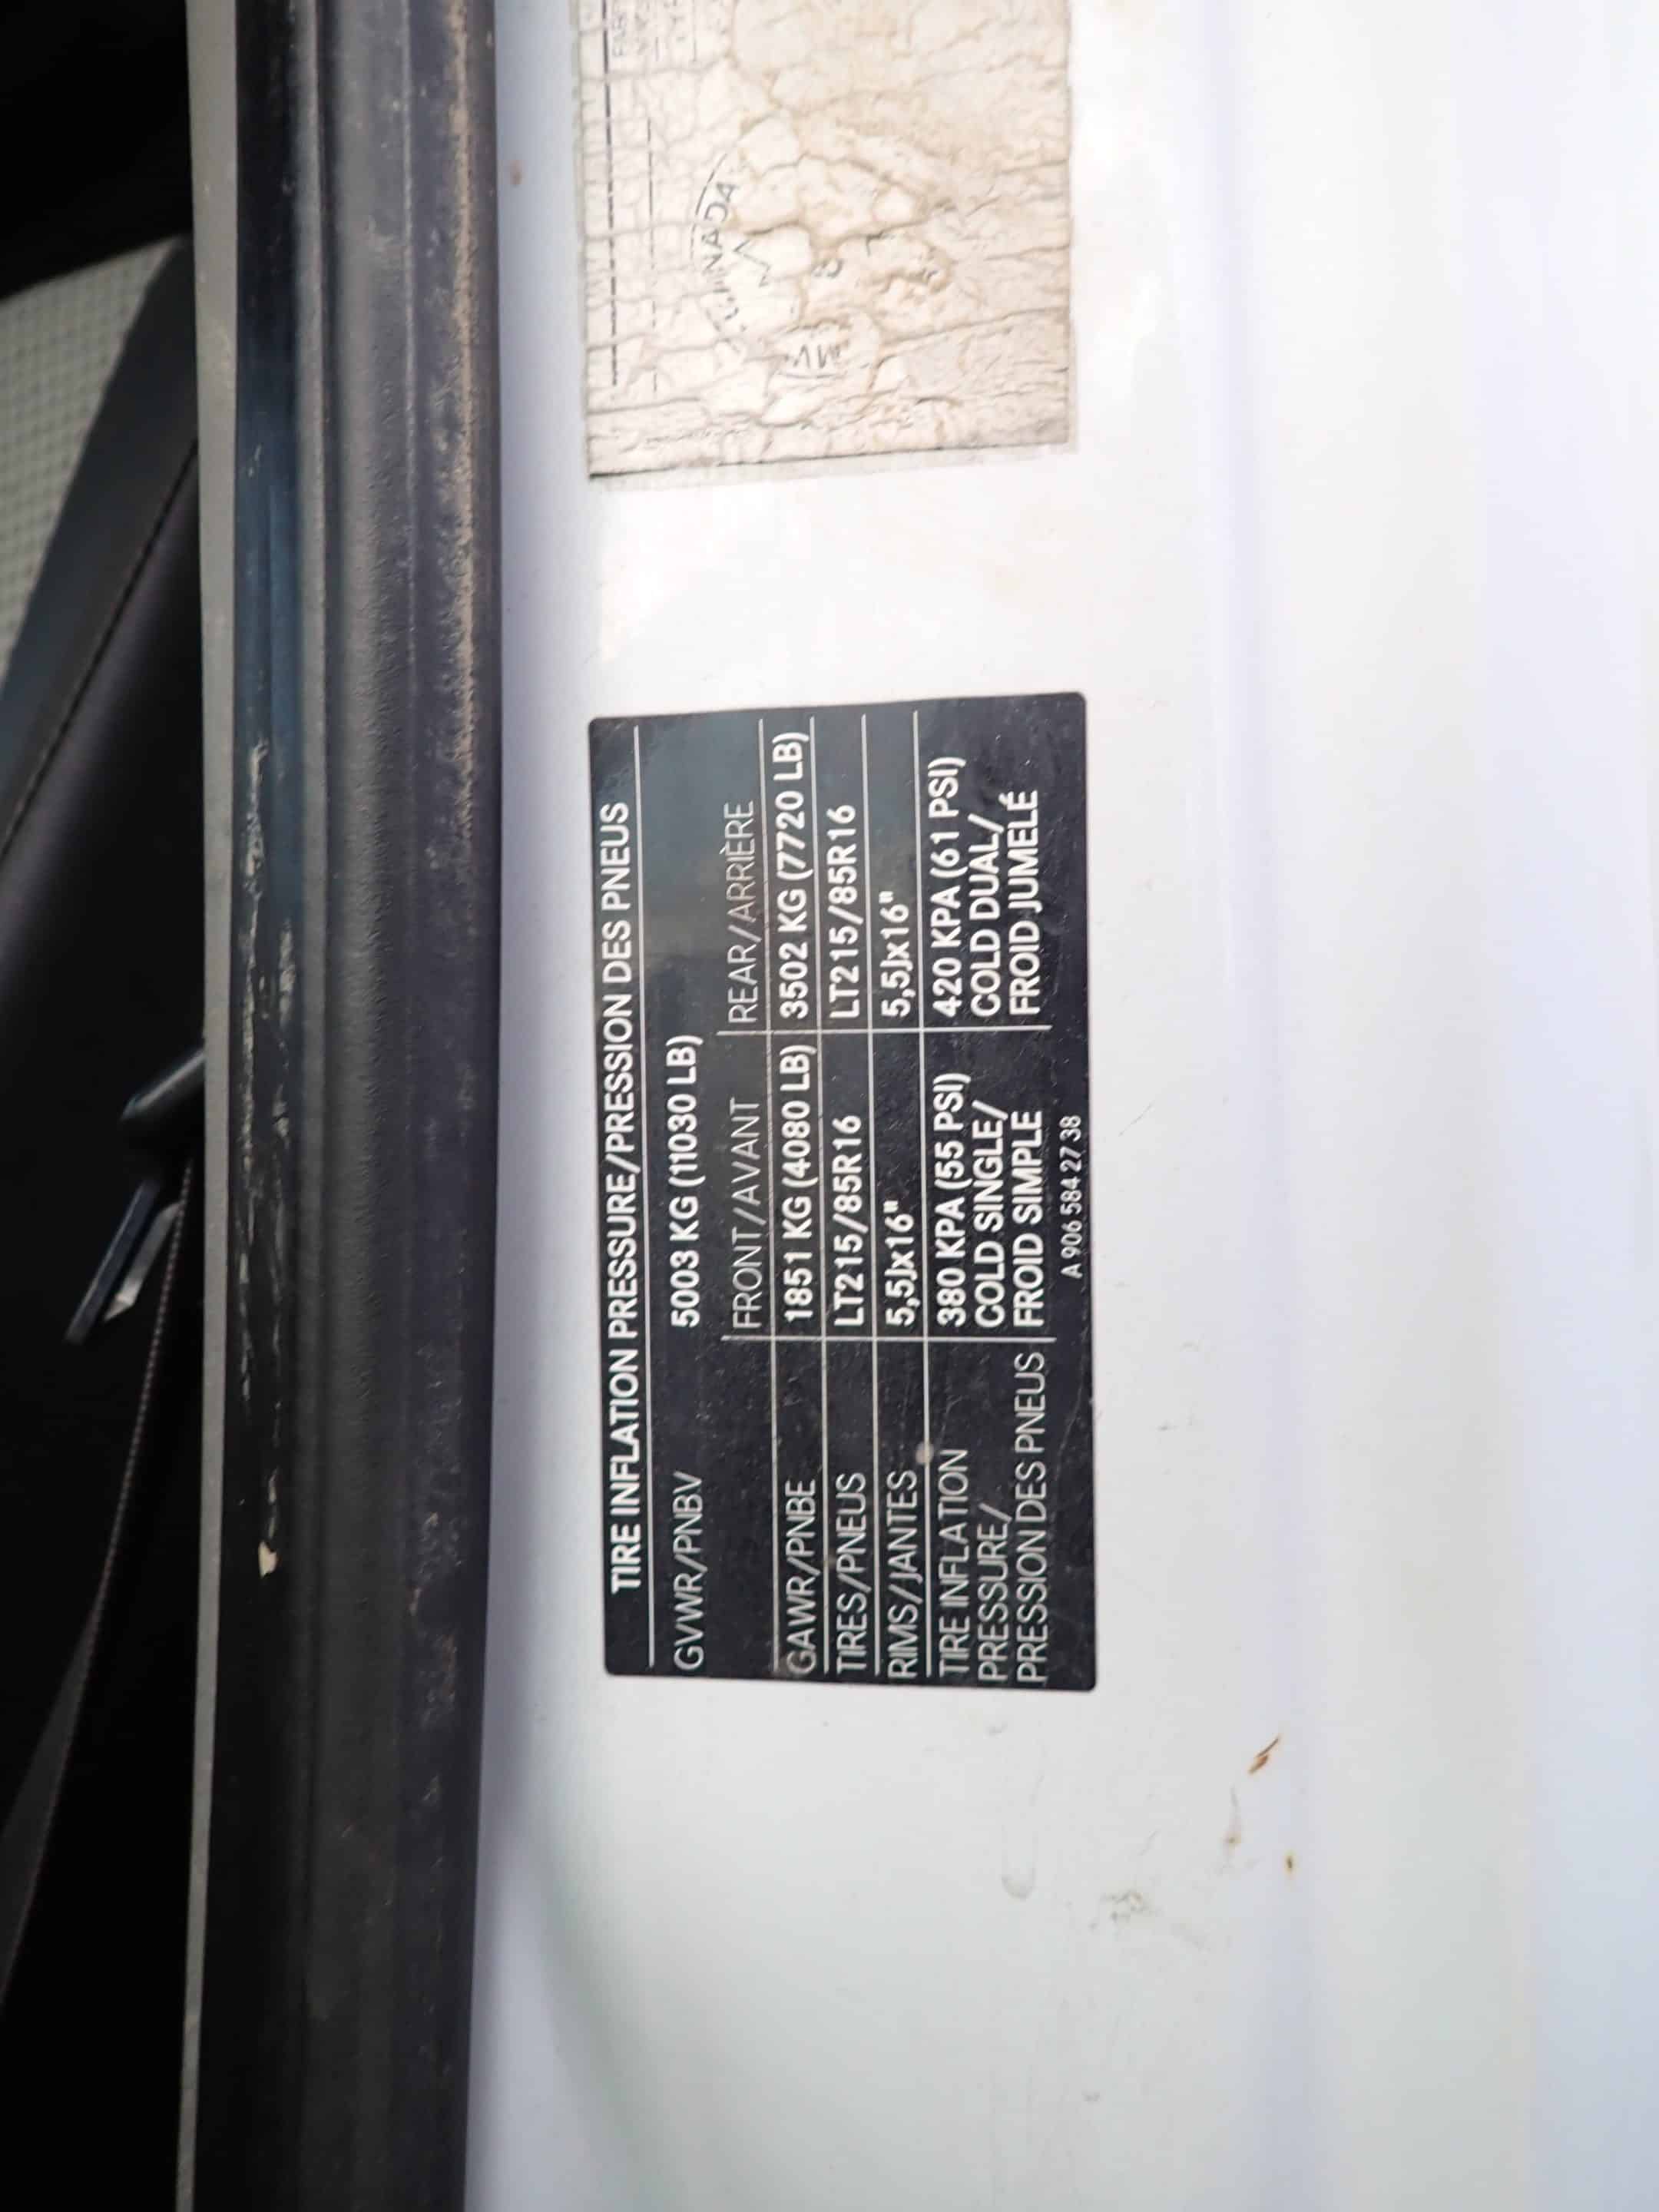 TIRE INFLATION PRESSURE/PRESSION DES PNEUS
GVWR/PNBV 5003 KG (11030 LB)
FRONT/AVANT REAR/ARRIÈRE
GAWR/PNBE 1851 KG (4080 LB) 3502 KG (7720 LB)
TIRES/PNEUS LT215/85R16 LT215/85R16
RIMS/JANTES 5,5Jx16" 5,5Jx16"
TIRE INFLATION 380 KPA (55 PSI) 420 KPA (61 PSI)
PRESSURE/ COLD SINGLE/ COLD DUAL/
PRESSION DES PNEUS FROID SIMPLE FROID JUMELÉ
A 906 584 27 38